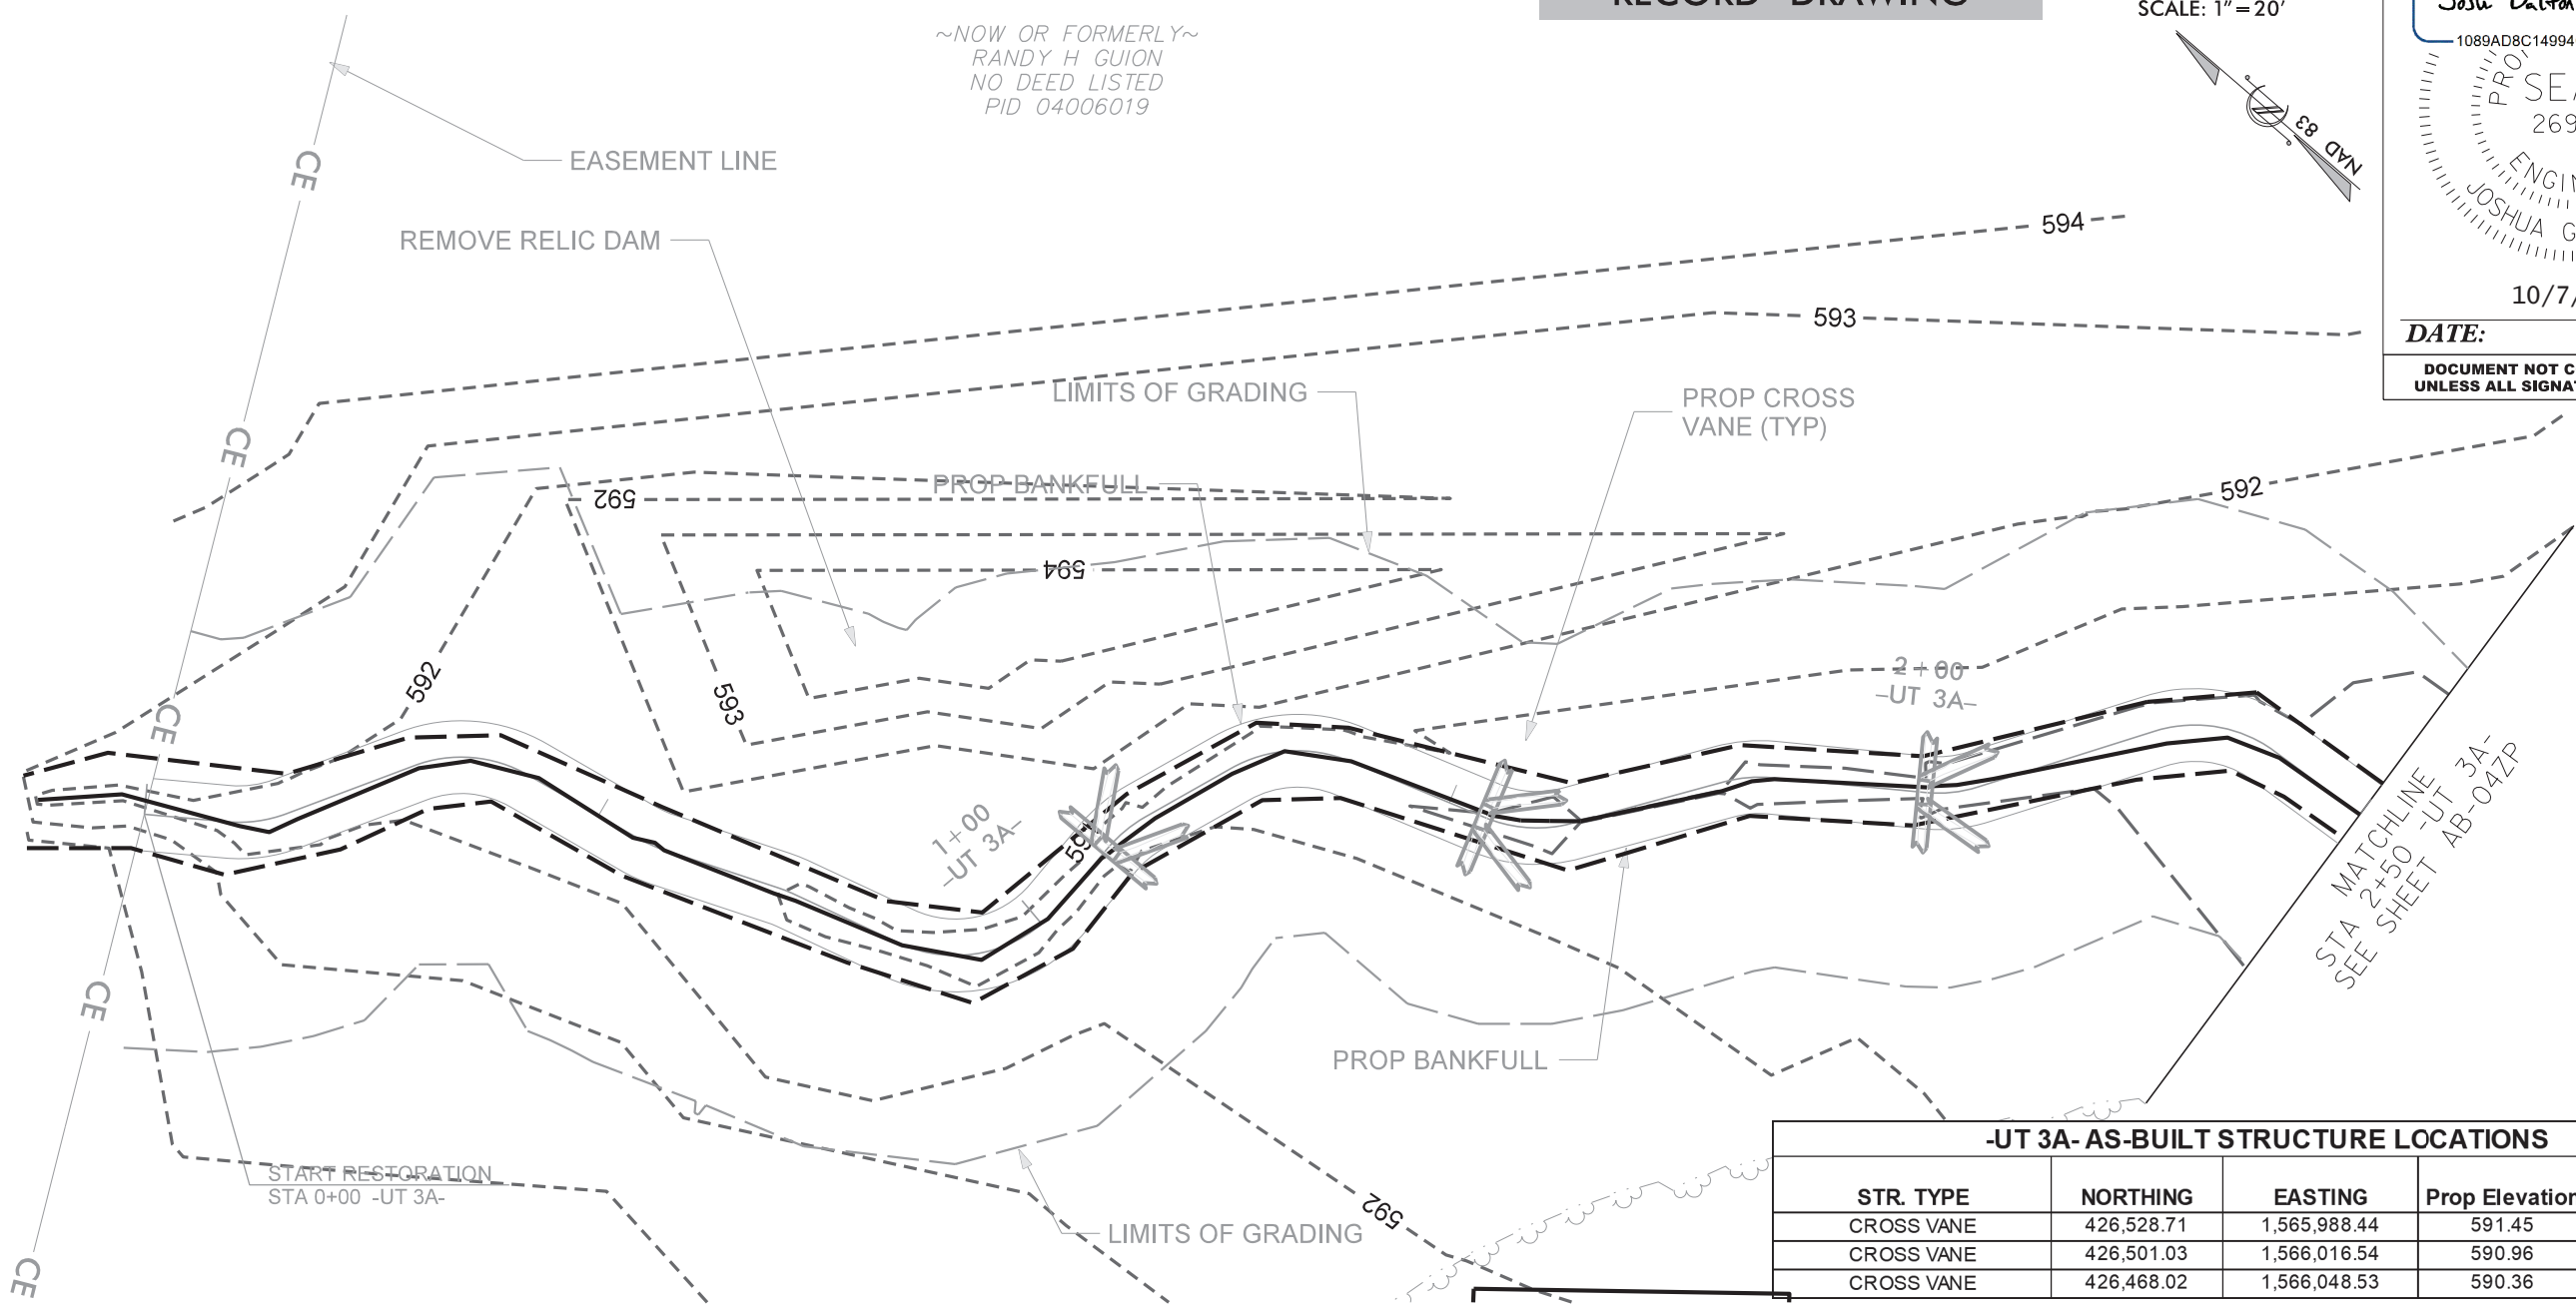 RECORD DRAWING
SCALE: 1"=20'
NAD 83
Josh Dalton
1089AD8C14994
SEA
269
JOSHUA G
10/7/
DATE:
DOCUMENT NOT C
UNLESS ALL SIGNA
~NOW OR FORMERLY~
RANDY H GUION
NO DEED LISTED
PID 04006019
CE
EASEMENT LINE
REMOVE RELIC DAM
594
593
LIMITS OF GRADING
PROP CROSS
VANE (TYP)
CE
PROP BANKFULL
592
592
594
592
593
CE
2+00
-UT 3A-
1+00
-UT 3A-
MATCHLINE
STA 2+50 -UT 3A-
SEE SHEET AB-04ZP
CE
PROP BANKFULL
START RESTORATION
STA 0+00 -UT 3A-
592
LIMITS OF GRADING
CE
-UT 3A- AS-BUILT STRUCTURE LOCATIONS
STR. TYPE NORTHING EASTING Prop Elevation
CROSS VANE 426,528.71 1,565,988.44 591.45
CROSS VANE 426,501.03 1,566,016.54 590.96
CROSS VANE 426,468.02 1,566,048.53 590.36